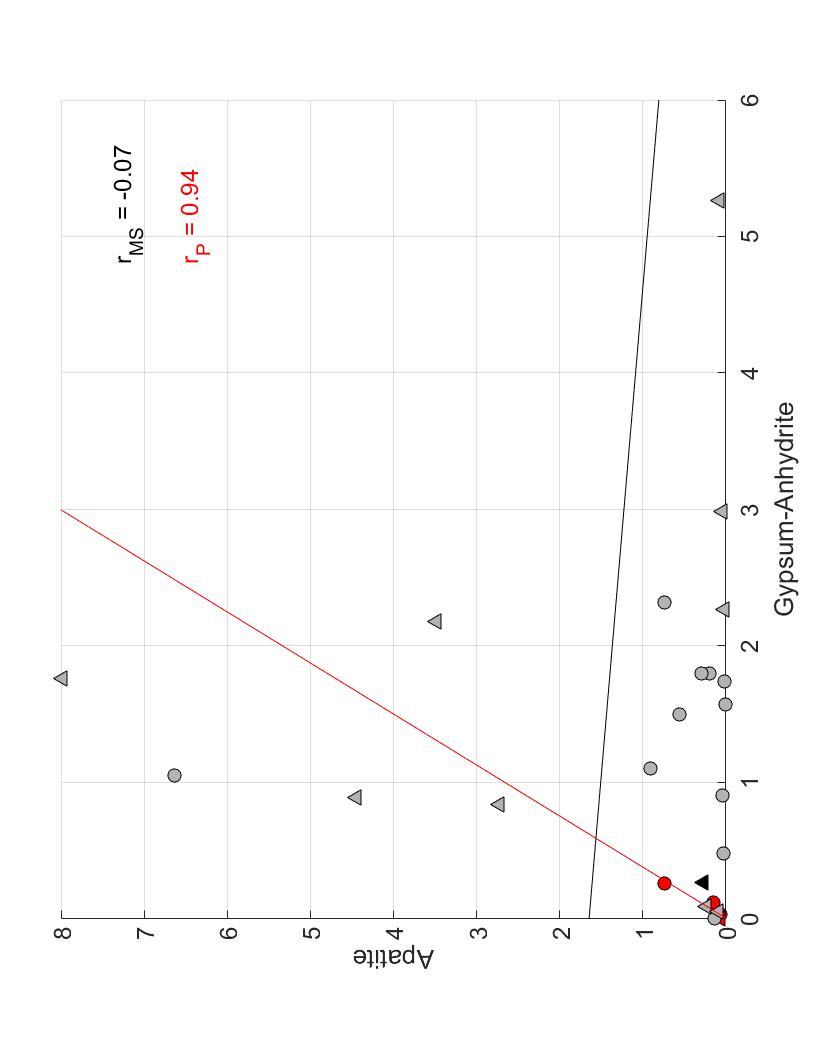 8
7
6
5
4
3
2
1
0
Apatite
r_MS = -0.07
r_P = 0.94
0 1 2 3 4 5 6
Gypsum-Anhydrite